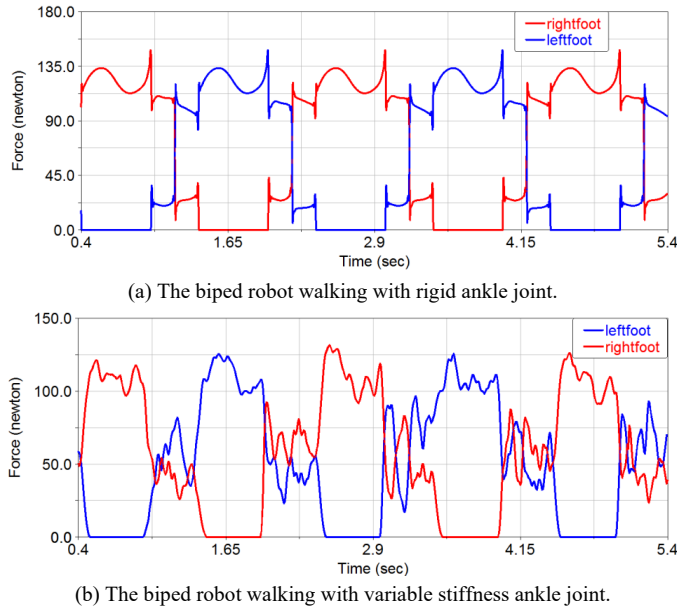 180.0
135.0
90.0
45.0
0.0
Force (newton)
rightfoot
leftfoot
0.4 1.65 2.9 4.15 5.4
Time (sec)
(a) The biped robot walking with rigid ankle joint.
150.0
100.0
50.0
0.0
Force (newton)
leftfoot
rightfoot
0.4 1.65 2.9 4.15 5.4
Time (sec)
(b) The biped robot walking with variable stiffness ankle joint.